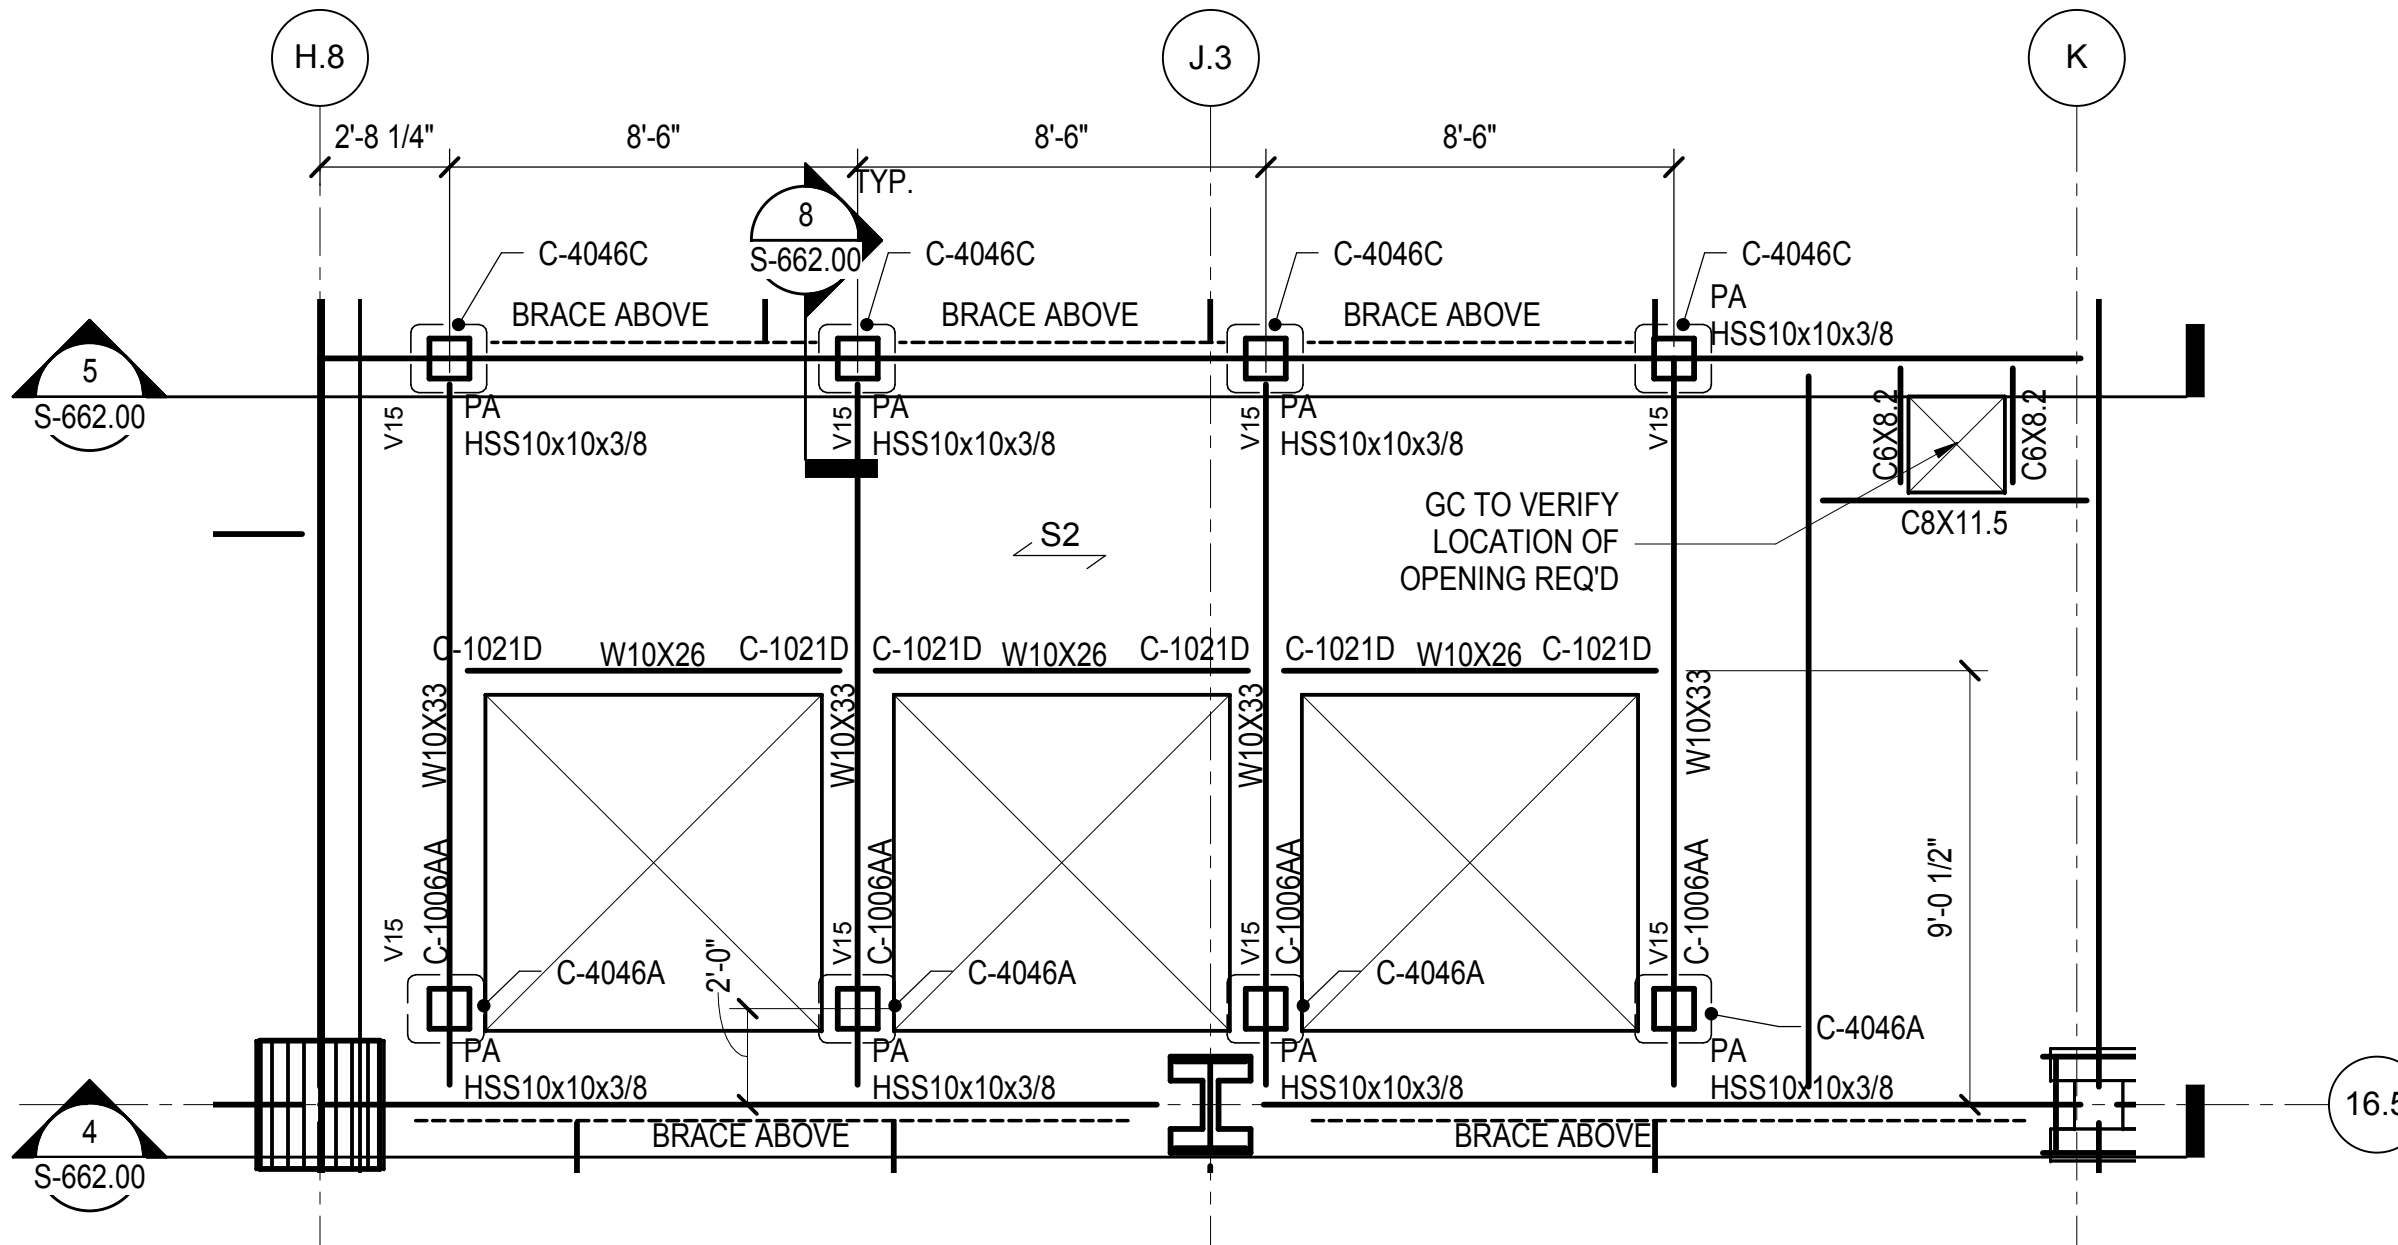 H.8
J.3
K
2'-8 1/4"
8'-6"
8'-6"
8'-6"
TYP.
8
S-662.00
C-4046C
C-4046C
C-4046C
C-4046C
BRACE ABOVE
BRACE ABOVE
BRACE ABOVE
PA
HSS10x10x3/8
5
S-662.00
V15
PA
HSS10x10x3/8
V15
PA
HSS10x10x3/8
V15
PA
HSS10x10x3/8
V15
C6X8.2
C6X8.2
C8X11.5
GC TO VERIFY
LOCATION OF
OPENING REQ'D
S2
C-1021D
W10X26
C-1021D
C-1021D
W10X26
C-1021D
C-1021D
W10X26
C-1021D
W10X33
W10X33
W10X33
W10X33
C-1006AA
C-1006AA
C-1006AA
C-1006AA
9'-0 1/2"
V15
V15
V15
V15
2'-0"
C-4046A
C-4046A
C-4046A
C-4046A
PA
HSS10x10x3/8
PA
HSS10x10x3/8
PA
HSS10x10x3/8
PA
HSS10x10x3/8
16.5
4
S-662.00
BRACE ABOVE
BRACE ABOVE